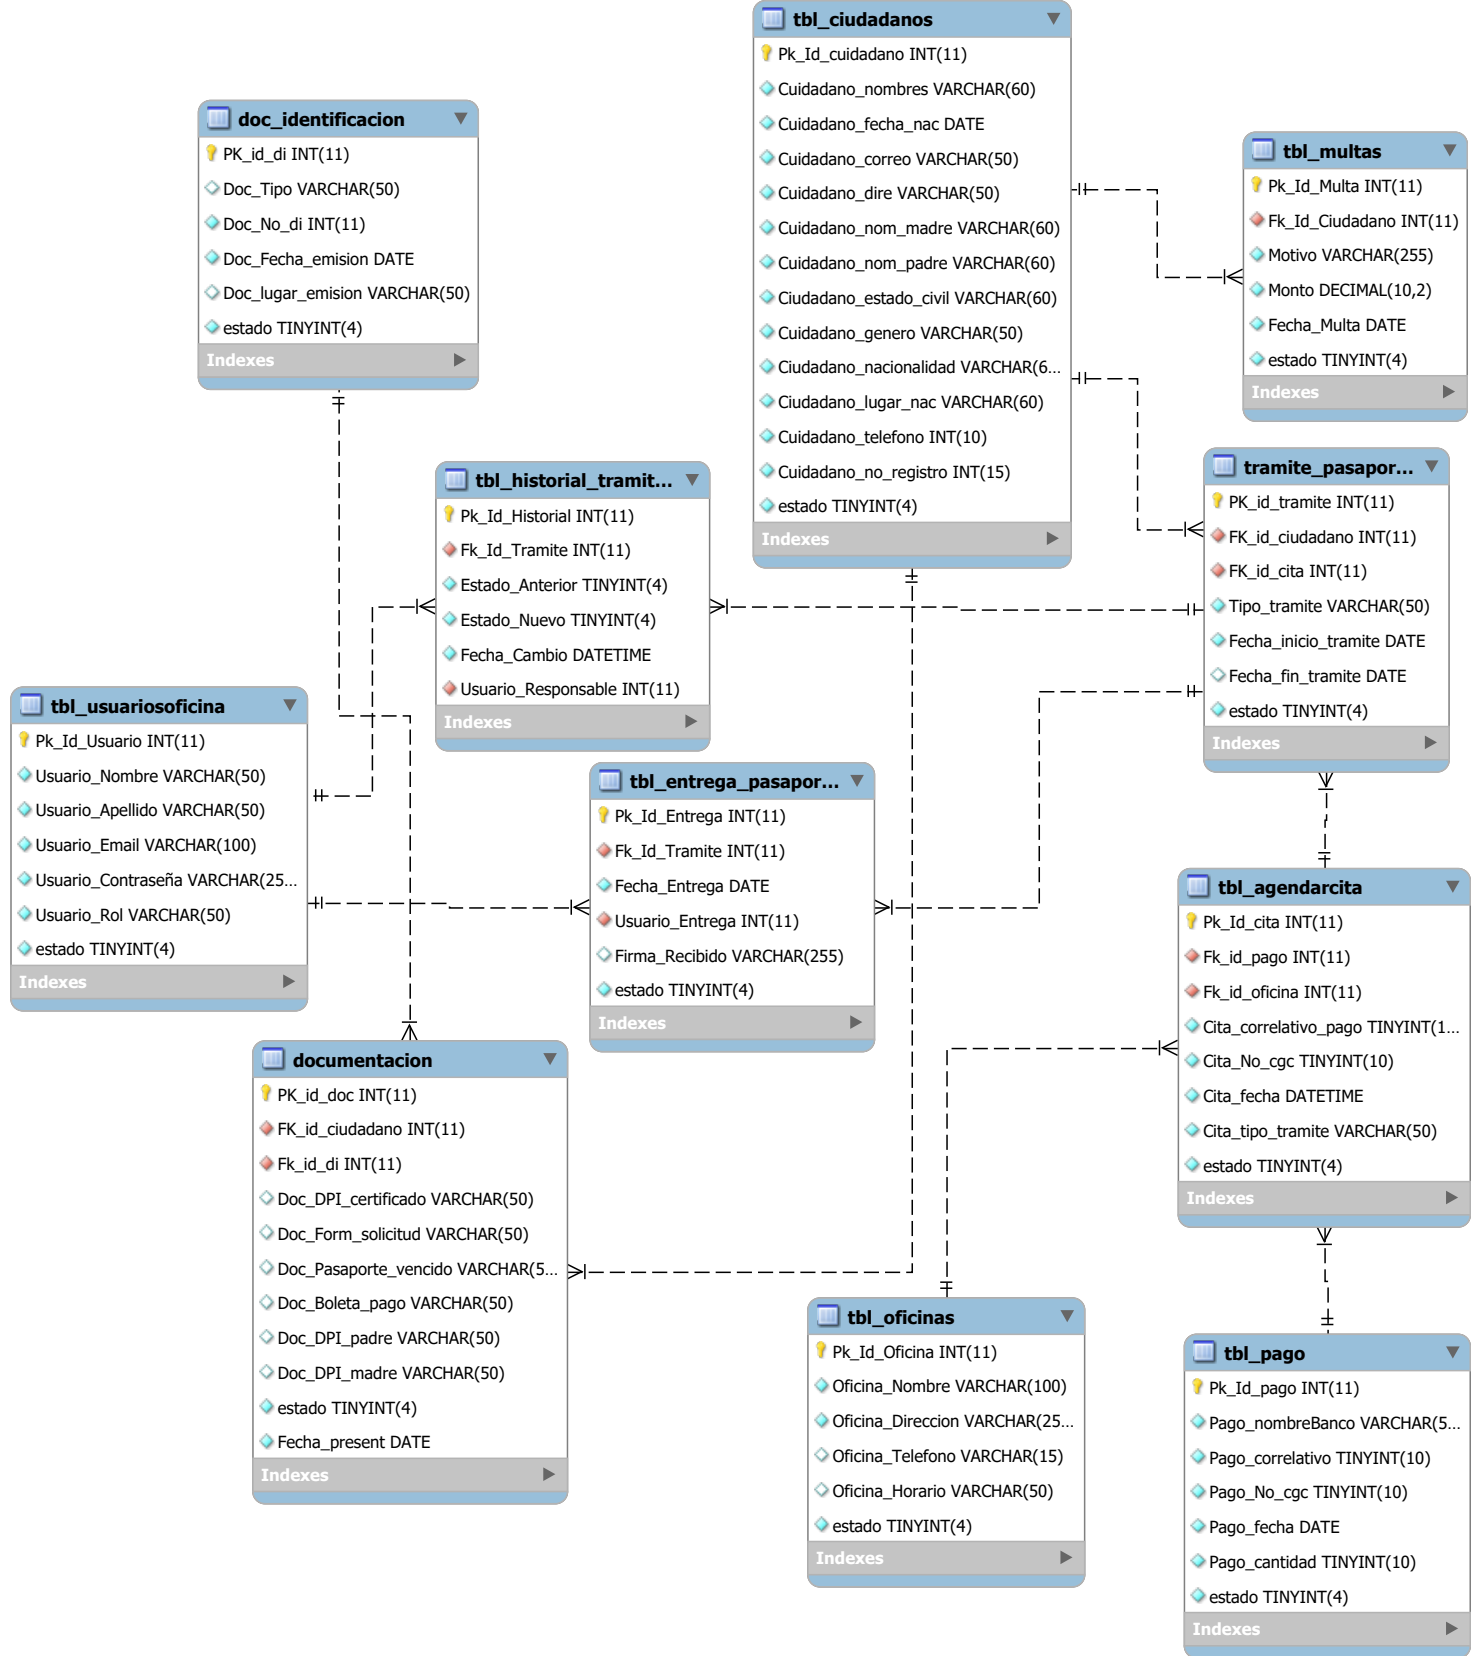 tbl_ciudadanos
Pk_Id_cuidadano INT(11)
Cuidadano_nombres VARCHAR(60)
Cuidadano_fecha_nac DATE
Cuidadano_correo VARCHAR(50)
Cuidadano_dire VARCHAR(50)
Cuidadano_nom_madre VARCHAR(60)
Cuidadano_nom_padre VARCHAR(60)
Ciudadano_estado_civil VARCHAR(60)
Cuidadano_genero VARCHAR(50)
Ciudadano_nacionalidad VARCHAR(6...
Ciudadano_lugar_nac VARCHAR(60)
Cuidadano_telefono INT(10)
Cuidadano_no_registro INT(15)
estado TINYINT(4)
Indexes
doc_identificacion
PK_id_di INT(11)
Doc_Tipo VARCHAR(50)
Doc_No_di INT(11)
Doc_Fecha_emision DATE
Doc_lugar_emision VARCHAR(50)
estado TINYINT(4)
Indexes
tbl_multas
Pk_Id_Multa INT(11)
Fk_Id_Ciudadano INT(11)
Motivo VARCHAR(255)
Monto DECIMAL(10,2)
Fecha_Multa DATE
estado TINYINT(4)
Indexes
tbl_historial_tramit...
Pk_Id_Historial INT(11)
Fk_Id_Tramite INT(11)
Estado_Anterior TINYINT(4)
Estado_Nuevo TINYINT(4)
Fecha_Cambio DATETIME
Usuario_Responsable INT(11)
Indexes
tramite_pasapor...
PK_id_tramite INT(11)
FK_id_ciudadano INT(11)
FK_id_cita INT(11)
Tipo_tramite VARCHAR(50)
Fecha_inicio_tramite DATE
Fecha_fin_tramite DATE
estado TINYINT(4)
Indexes
tbl_usuariosoficina
Pk_Id_Usuario INT(11)
Usuario_Nombre VARCHAR(50)
Usuario_Apellido VARCHAR(50)
Usuario_Email VARCHAR(100)
Usuario_Contraseña VARCHAR(25...
Usuario_Rol VARCHAR(50)
estado TINYINT(4)
Indexes
tbl_entrega_pasapor...
Pk_Id_Entrega INT(11)
Fk_Id_Tramite INT(11)
Fecha_Entrega DATE
Usuario_Entrega INT(11)
Firma_Recibido VARCHAR(255)
estado TINYINT(4)
Indexes
tbl_agendarcita
Pk_Id_cita INT(11)
Fk_id_pago INT(11)
Fk_id_oficina INT(11)
Cita_correlativo_pago TINYINT(1...
Cita_No_cgc TINYINT(10)
Cita_fecha DATETIME
Cita_tipo_tramite VARCHAR(50)
estado TINYINT(4)
Indexes
documentacion
PK_id_doc INT(11)
FK_id_ciudadano INT(11)
Fk_id_di INT(11)
Doc_DPI_certificado VARCHAR(50)
Doc_Form_solicitud VARCHAR(50)
Doc_Pasaporte_vencido VARCHAR(5...
Doc_Boleta_pago VARCHAR(50)
Doc_DPI_padre VARCHAR(50)
Doc_DPI_madre VARCHAR(50)
estado TINYINT(4)
Fecha_present DATE
Indexes
tbl_oficinas
Pk_Id_Oficina INT(11)
Oficina_Nombre VARCHAR(100)
Oficina_Direccion VARCHAR(25...
Oficina_Telefono VARCHAR(15)
Oficina_Horario VARCHAR(50)
estado TINYINT(4)
Indexes
tbl_pago
Pk_Id_pago INT(11)
Pago_nombreBanco VARCHAR(5...
Pago_correlativo TINYINT(10)
Pago_No_cgc TINYINT(10)
Pago_fecha DATE
Pago_cantidad TINYINT(10)
estado TINYINT(4)
Indexes